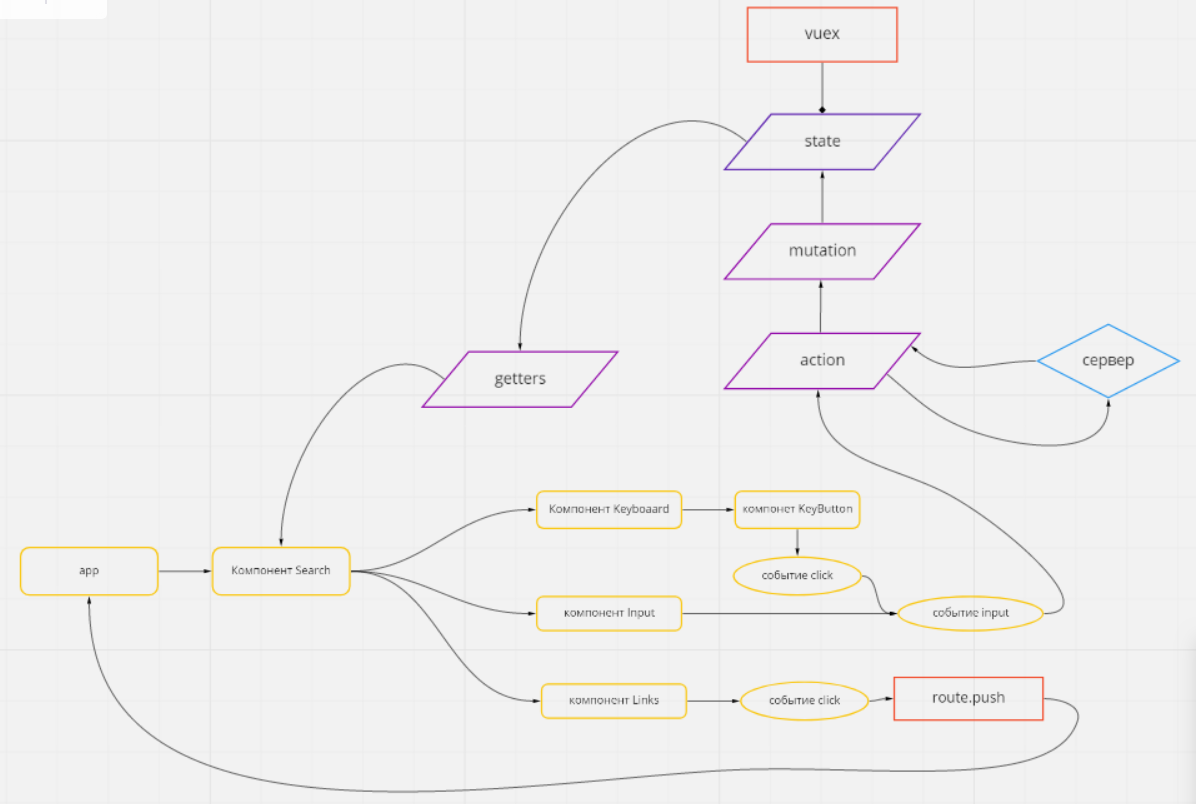 vuex
state
mutation
action
сервер
getters
Компонент Keyboaard
компонет KeyButton
app
Компонент Search
событие click
компонент Input
событие input
компонент Links
событие click
route.push